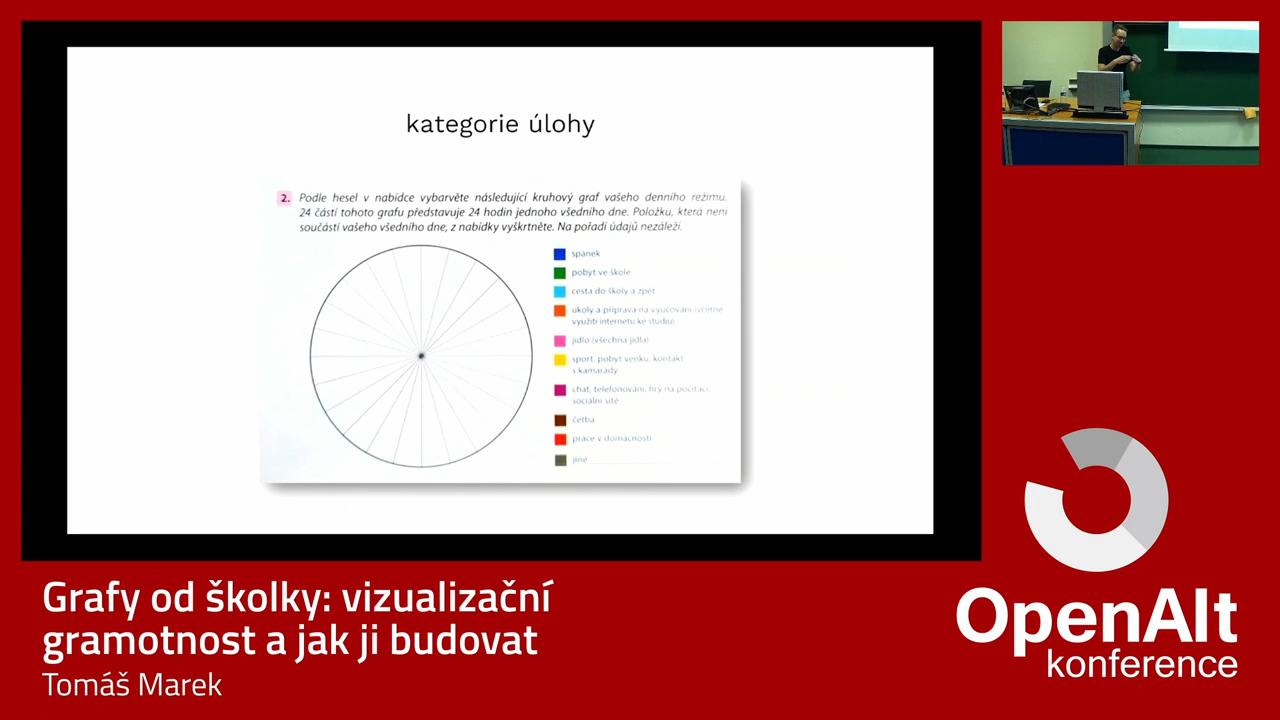 kategorie úlohy
2. Podle hesel v nabídce vybarvěte následující kruhový graf vašeho denního režimu.
24 částí tohoto grafu představuje 24 hodin jednoho všedního dne. Položku, která není
součástí vašeho všedního dne, z nabídky vyškrtněte. Na pořadí údajů nezáleží.
spánek
pobyt ve škole
cesta do školy a zpět
úkoly a příprava na vyučování (včetně
využití internetu ke studiu)
jídlo (všechna jídla)
sport, pobyt venku, kontakt
s kamarády
chat, telefonování, hry na počítači,
sociální sítě
četba
práce v domácnosti
jiné
Grafy od školky: vizualizační
gramotnost a jak ji budovat
Tomáš Marek
OpenAlt
konference